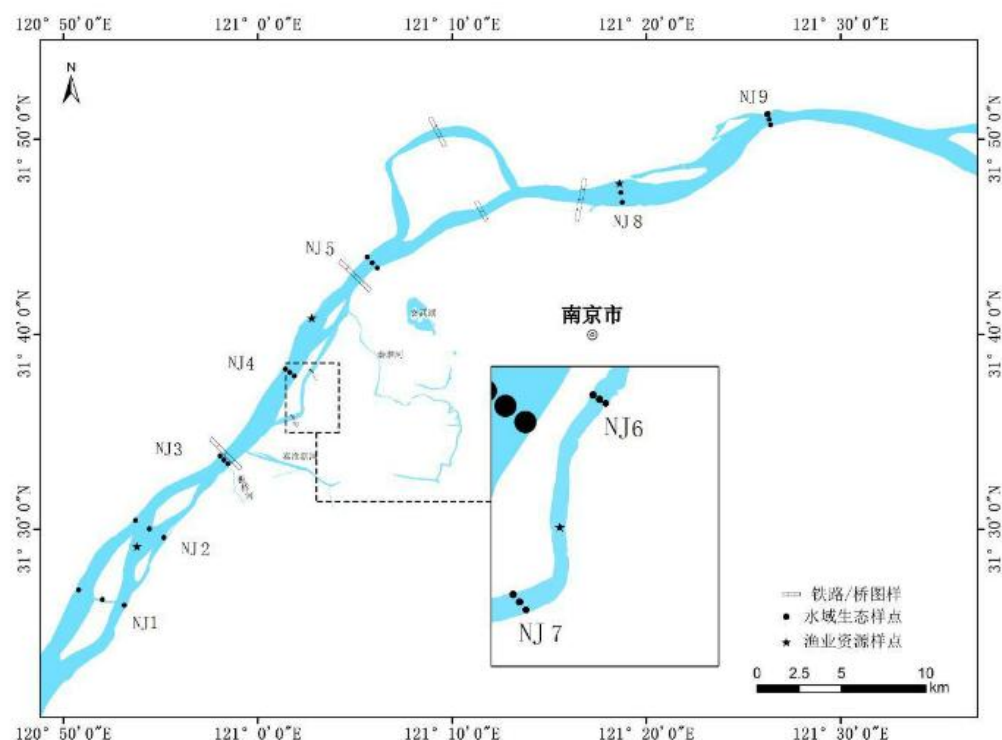 120° 50′0″E
121° 0′0″E
121° 10′0″E
121° 20′0″E
121° 30′0″E
N
31° 50′0″N
31° 50′0″N
NJ9
NJ8
NJ5
南京市
31° 40′0″N
31° 40′0″N
NJ4
NJ6
NJ3
31° 30′0″N
31° 30′0″N
NJ2
NJ1
NJ7
铁路/桥图样
水域生态样点
渔业资源样点
0 2.5 5 10
km
120° 50′0″E
121° 0′0″E
121° 10′0″E
121° 20′0″E
121° 30′0″E